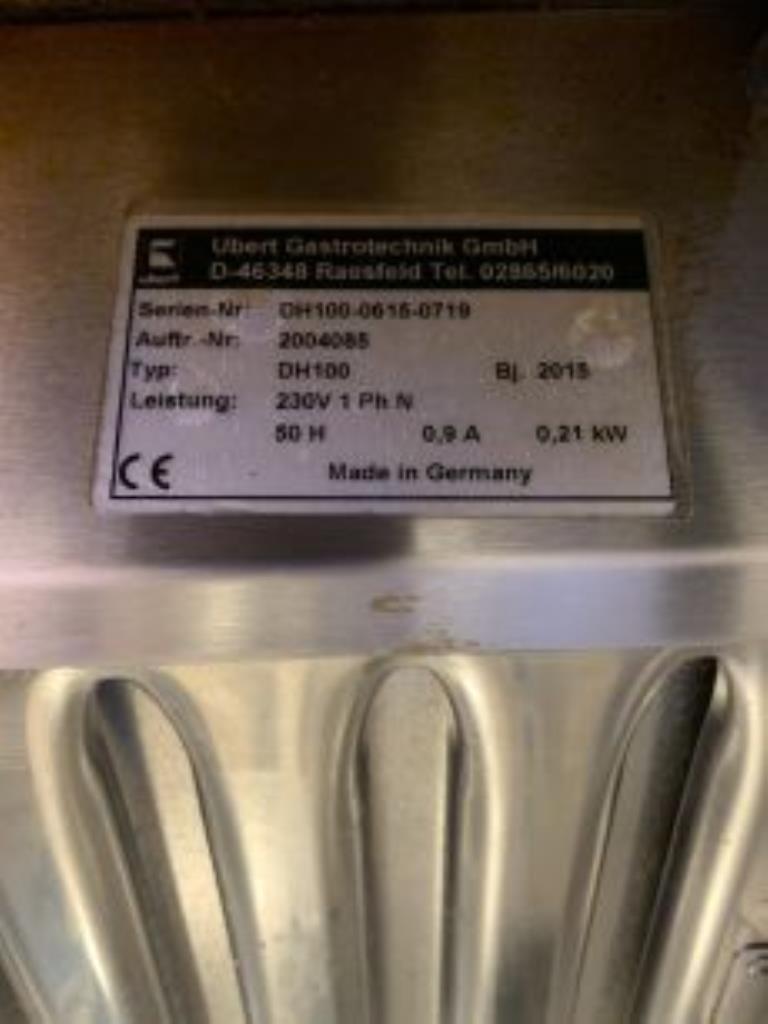 Ubert Gastrotechnik GmbH
D-46348 Raesfeld Tel. 02865/6020
Serien-Nr: DH100-0615-0719
Auftr.-Nr: 2004085
Typ: DH100 Bj. 2015
Leistung: 230V 1 Ph N
50 H 0,9 A 0,21 kW
CE Made in Germany